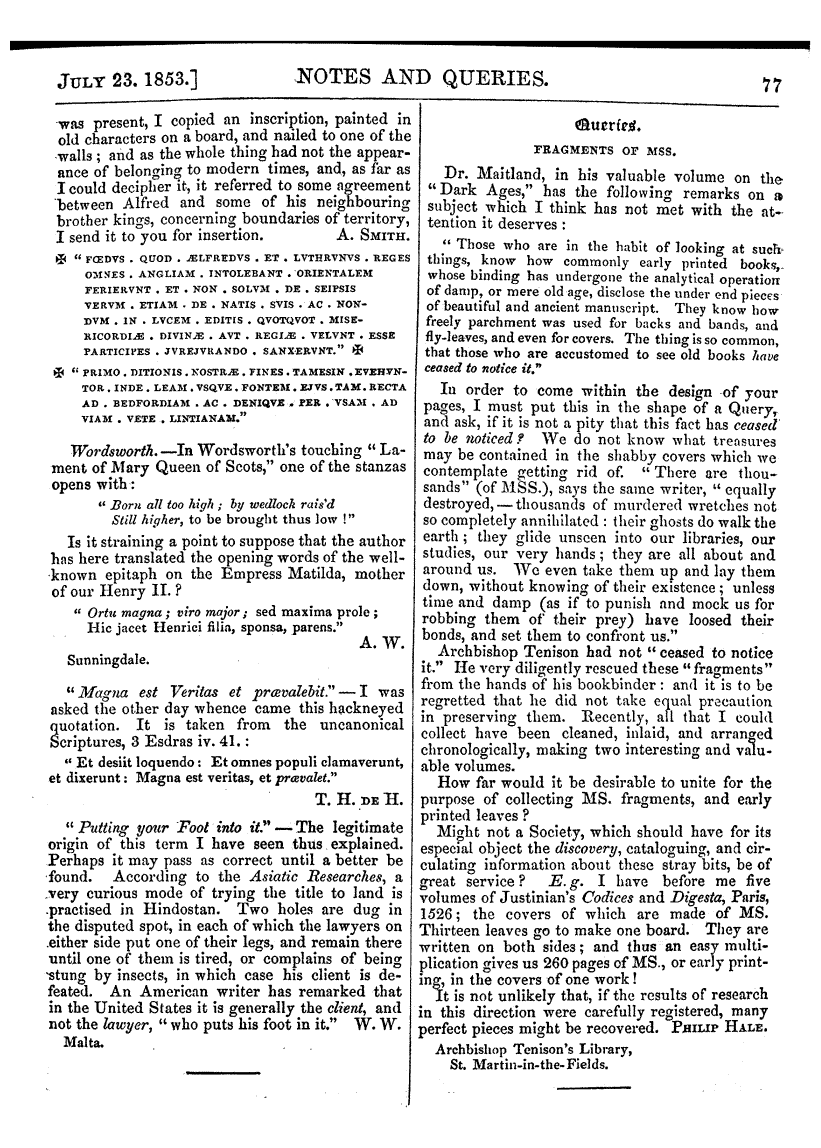 JULY 23. 1853.] NOTES AND QUERIES. 77
was present, I copied an inscription, painted in
old characters on a board, and nailed to one of the
walls; and as the whole thing had not the appear-
ance of belonging to modern times, and, as far as
I could decipher it, it referred to some agreement
between Alfred and some of his neighbouring
brother kings, concerning boundaries of territory,
I send it to you for insertion. A. SMITH.
✠ "FŒDVS . QUOD . ÆLFREDVS . ET . LVTHRVNVS . REGES
OMNES . ANGLIAM . INTOLEBANT . ORIENTALEM
FERIERVNT . ET . NON . SOLVM . DE . SEIPSIS
VERVM . ETIAM . DE . NATIS . SVIS . AC . NON-
DVM . IN . LVCEM . EDITIS . QVOTQVOT . MISE-
RICORDIÆ . DIVINÆ . AVT . REGIÆ . VELVNT . ESSE
PARTICIPES . JVREJVRANDO . SANXERVNT." ✠
✠ "PRIMO . DITIONIS . NOSTRÆ . FINES . TAMESIN . EVEHVN-
TOR . INDE . LEAM . VSQVE . FONTEM . EJVS . TAM . RECTA
AD . BEDFORDIAM . AC . DENIQVE . PER . VSAM . AD
VIAM . VETE . LINTIANAM."
Wordsworth. — In Wordsworth's touching "La-
ment of Mary Queen of Scots," one of the stanzas
opens with:
"Born all too high; by wedlock rais'd
Still higher, to be brought thus low!"
Is it straining a point to suppose that the author
has here translated the opening words of the well-
known epitaph on the Empress Matilda, mother
of our Henry II.?
"Ortu magna; viro major; sed maxima prole;
Hic jacet Henrici filia, sponsa, parens."
A. W.
Sunningdale.
"Magna est Veritas et prævalebit." — I was
asked the other day whence came this hackneyed
quotation. It is taken from the uncanonical
Scriptures, 3 Esdras iv. 41.:
"Et desiit loquendo: Et omnes populi clamaverunt,
et dixerunt: Magna est veritas, et prævalet."
T. H. DE H.
"Putting your Foot into it." — The legitimate
origin of this term I have seen thus explained.
Perhaps it may pass as correct until a better be
found. According to the Asiatic Researches, a
very curious mode of trying the title to land is
practised in Hindostan. Two holes are dug in
the disputed spot, in each of which the lawyers on
either side put one of their legs, and remain there
until one of them is tired, or complains of being
stung by insects, in which case his client is de-
feated. An American writer has remarked that
in the United States it is generally the client, and
not the lawyer, "who puts his foot in it." W. W.
Malta.
Queries.
FRAGMENTS OF MSS.
Dr. Maitland, in his valuable volume on the
"Dark Ages," has the following remarks on a
subject which I think has not met with the at-
tention it deserves:
"Those who are in the habit of looking at such
things, know how commonly early printed books,
whose binding has undergone the analytical operation
of damp, or mere old age, disclose the under end pieces
of beautiful and ancient manuscript. They know how
freely parchment was used for backs and bands, and
fly-leaves, and even for covers. The thing is so common,
that those who are accustomed to see old books have
ceased to notice it."
In order to come within the design of your
pages, I must put this in the shape of a Query,
and ask, if it is not a pity that this fact has ceased
to be noticed? We do not know what treasures
may be contained in the shabby covers which we
contemplate getting rid of. "There are thou-
sands" (of MSS.), says the same writer, "equally
destroyed,—thousands of murdered wretches not
so completely annihilated: their ghosts do walk the
earth; they glide unseen into our libraries, our
studies, our very hands; they are all about and
around us. We even take them up and lay them
down, without knowing of their existence; unless
time and damp (as if to punish and mock us for
robbing them of their prey) have loosed their
bonds, and set them to confront us."
Archbishop Tenison had not "ceased to notice
it." He very diligently rescued these "fragments"
from the hands of his bookbinder: and it is to be
regretted that he did not take equal precaution
in preserving them. Recently, all that I could
collect have been cleaned, inlaid, and arranged
chronologically, making two interesting and valu-
able volumes.
How far would it be desirable to unite for the
purpose of collecting MS. fragments, and early
printed leaves?
Might not a Society, which should have for its
especial object the discovery, cataloguing, and cir-
culating information about these stray bits, be of
great service? E. g. I have before me five
volumes of Justinian's Codices and Digesta, Paris,
1526; the covers of which are made of MS.
Thirteen leaves go to make one board. They are
written on both sides; and thus an easy multi-
plication gives us 260 pages of MS., or early print-
ing, in the covers of one work!
It is not unlikely that, if the results of research
in this direction were carefully registered, many
perfect pieces might be recovered. PHILIP HALE.
Archbishop Tenison's Library,
St. Martin-in-the-Fields.